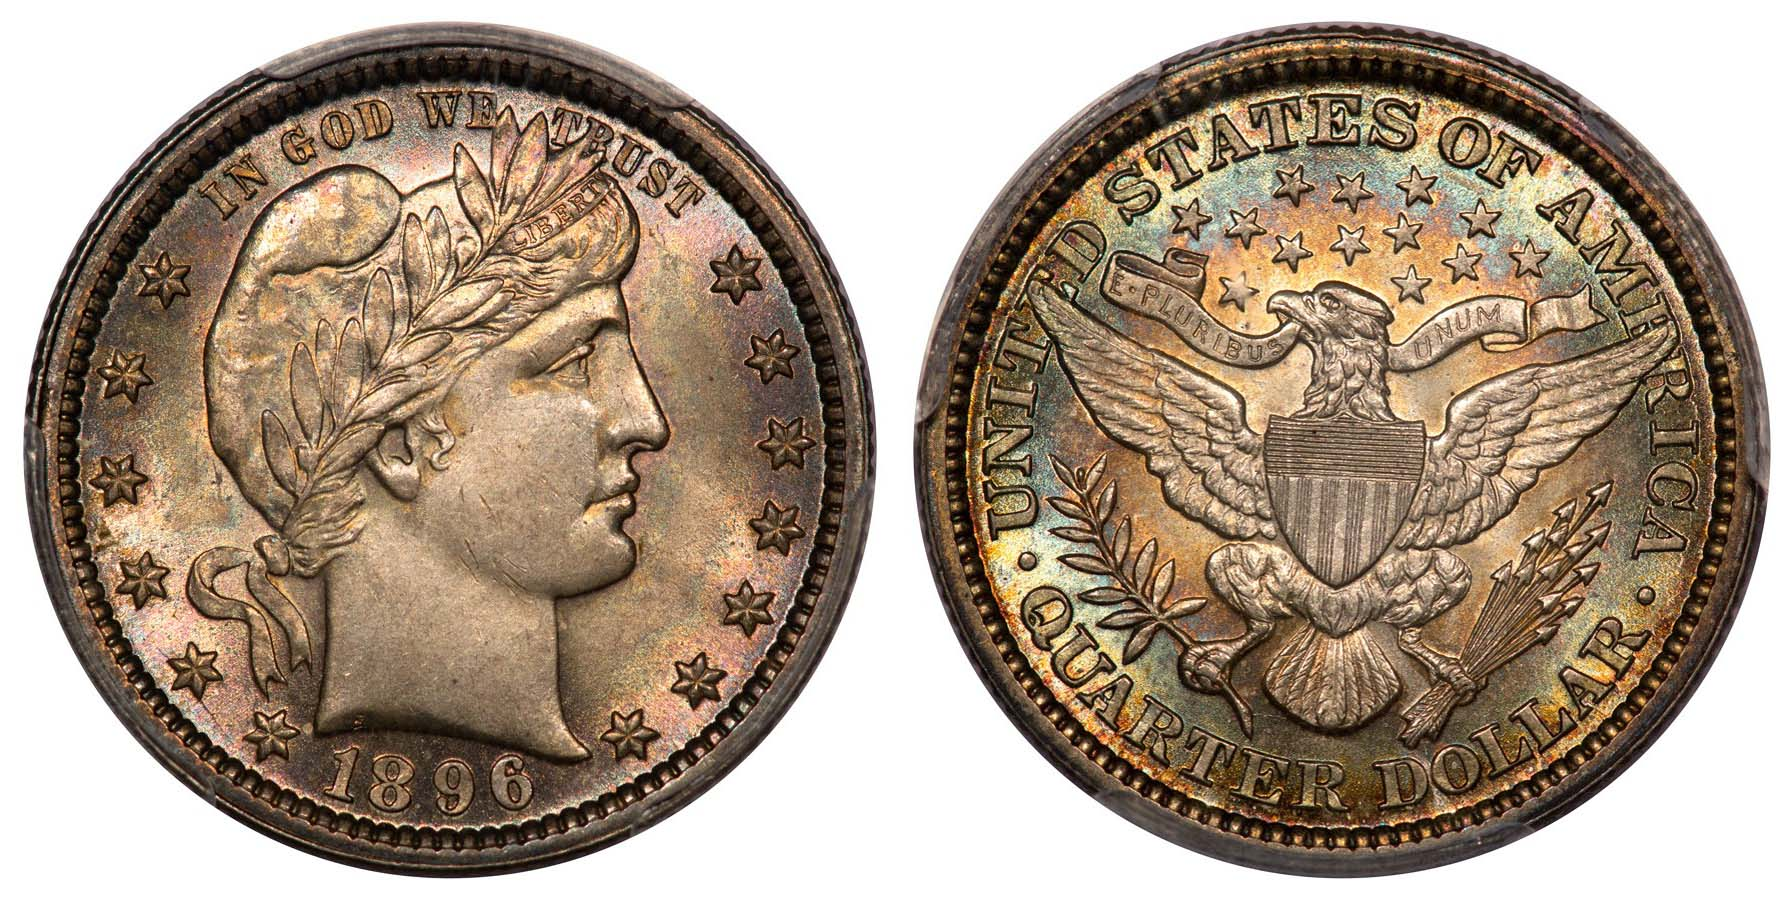 IN GOD WE TRUST
LIBERTY
1896
UNITED STATES OF AMERICA
E·PLURIBUS UNUM
· QUARTER DOLLAR ·